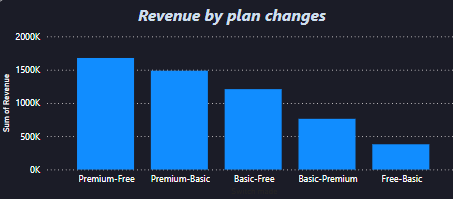 Revenue by plan changes
Sum of Revenue
2000K
1500K
1000K
500K
0K
Premium-Free
Premium-Basic
Basic-Free
Basic-Premium
Free-Basic